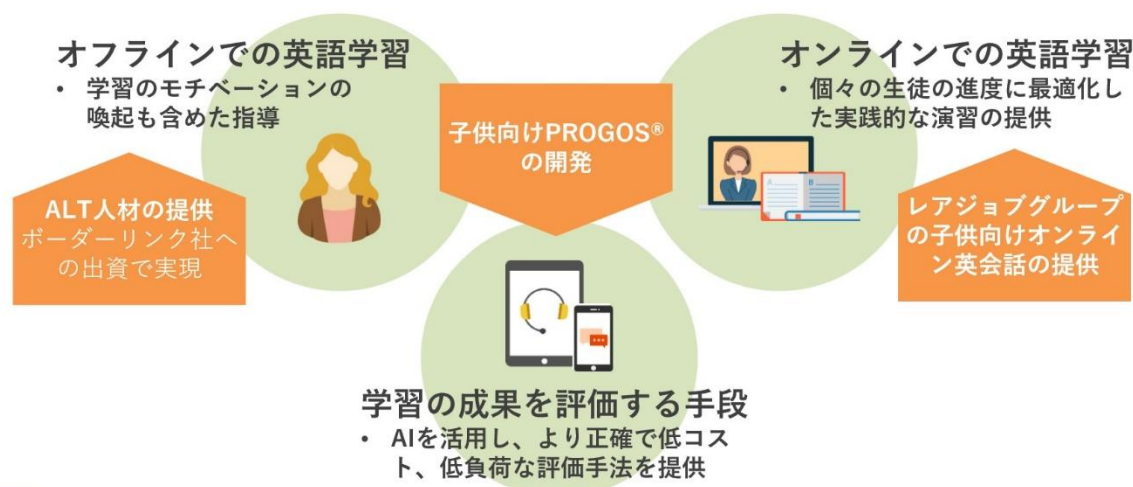 オフラインでの英語学習
• 学習のモチベーションの
喚起も含めた指導
ALT人材の提供
ボーダーリンク社へ
の出資で実現
子供向けPROGOS®
の開発
オンラインでの英語学習
• 個々の生徒の進度に最適化し
た実践的な演習の提供
レアジョブグループ
の子供向けオンライ
ン英会話の提供
A
B
学習の成果を評価する手段
• AIを活用し、より正確で低コス
ト、低負荷な評価手法を提供